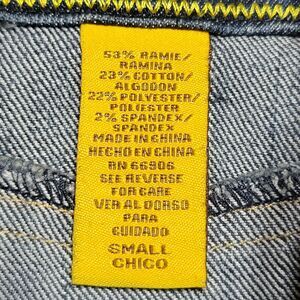 53% RAMIE/
RAMINA
23% COTTON/
ALGODON
22% POLYESTER/
POLIESTER
2% SPANDEX/
SPANDEX
MADE IN CHINA
HECHO EN CHINA
RN 66906
SEE REVERSE
FOR CARE
VER AL DORSO
PARA
CUIDADO
SMALL
CHICO